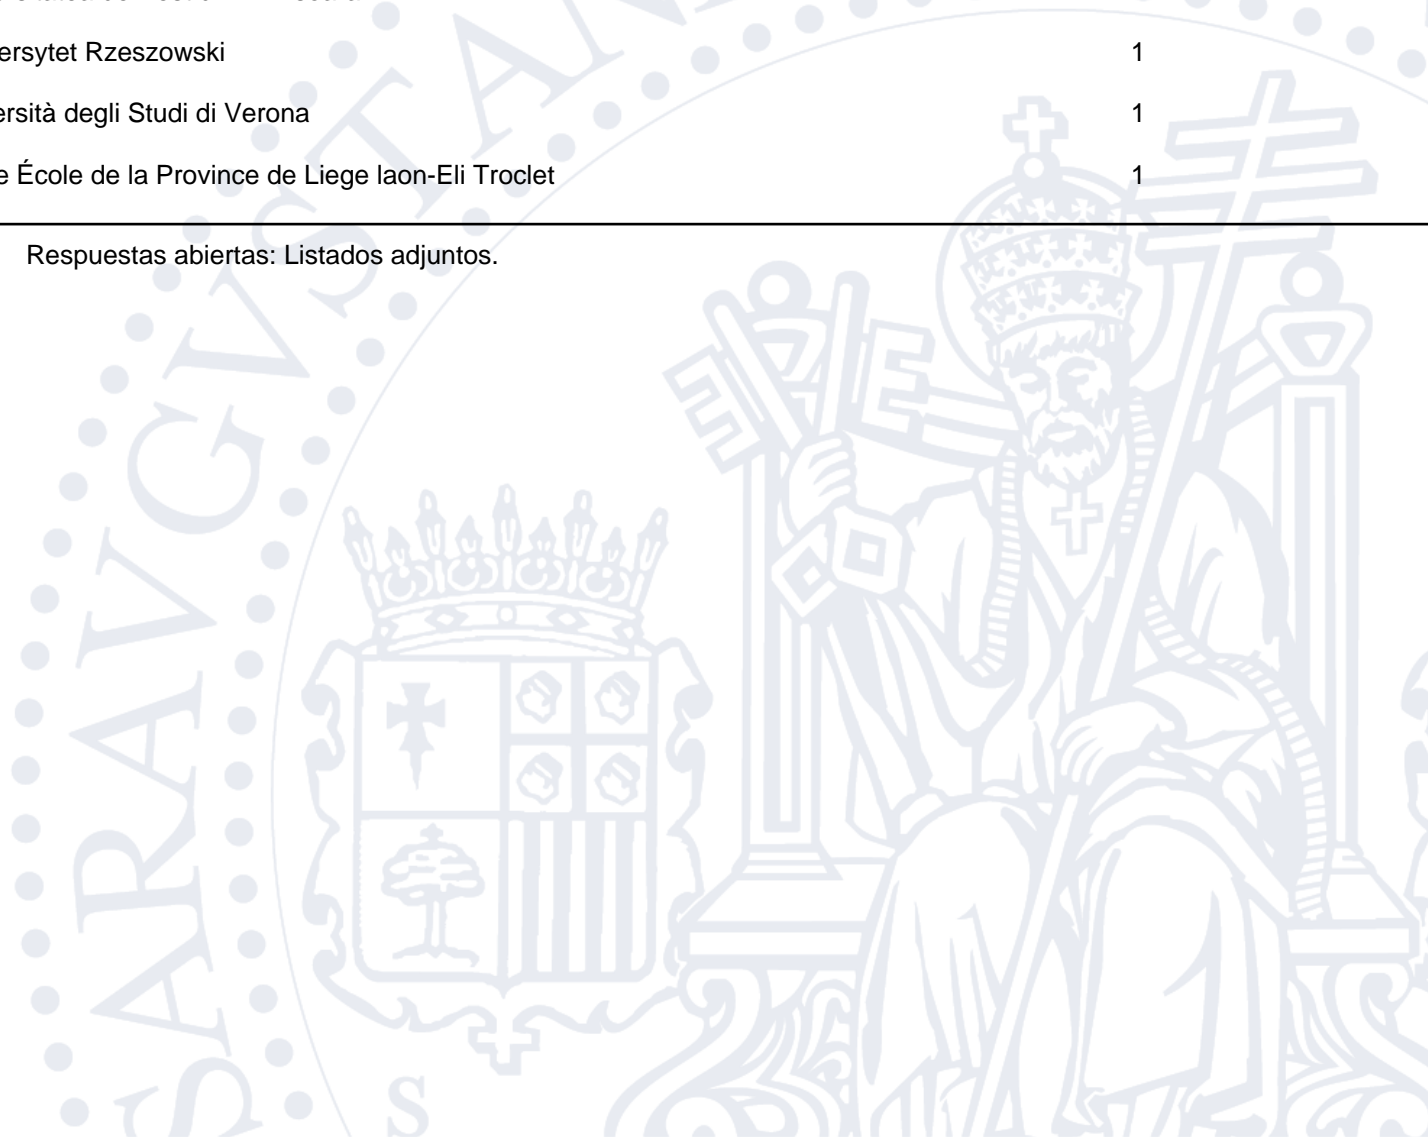 ersytet Rzeszowski 1
ersità degli Studi di Verona 1
e École de la Province de Liege laon-Eli Troclet 1
Respuestas abiertas: Listados adjuntos.
SARAVGVSTAN
S